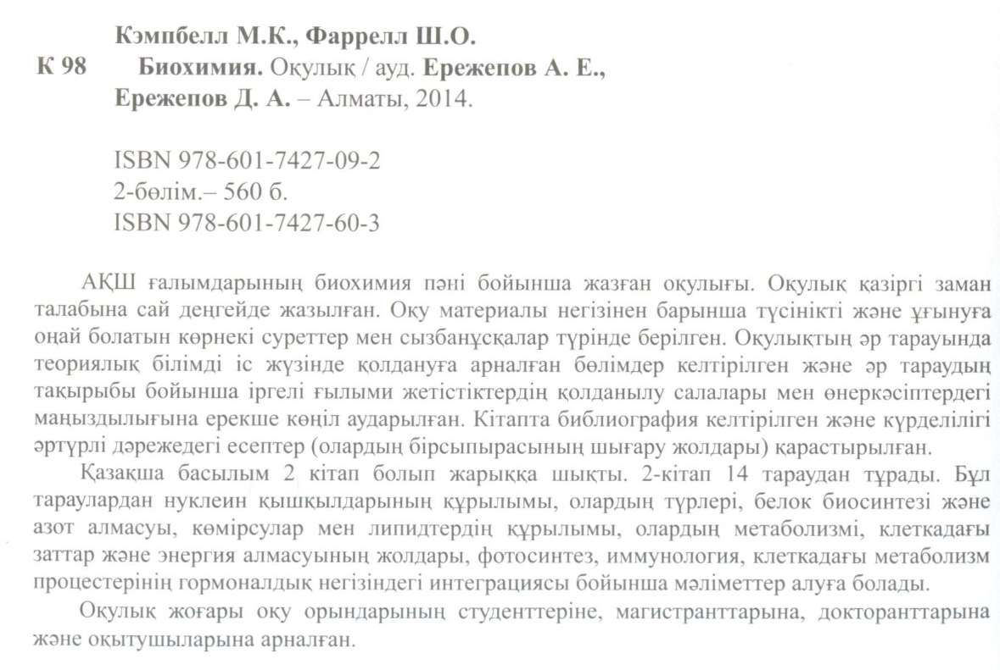 Кэмпбелл М.К., Фаррелл Ш.О.
К 98 Биохимия. Оқулық / ауд. Ережепов А. Е.,
Ережепов Д. А. – Алматы, 2014.
ISBN 978-601-7427-09-2
2-бөлім.– 560 б.
ISBN 978-601-7427-60-3
АҚШ ғалымдарының биохимия пәні бойынша жазған оқулығы. Оқулық қазіргі заман
талабына сай деңгейде жазылған. Оқу материалы негізінен барынша түсінікті және ұғынуға
оңай болатын көрнекі суреттер мен сызбанұсқалар түрінде берілген. Оқулықтың әр тарауында
теориялық білімді іс жүзінде қолдануға арналған бөлімдер келтірілген және әр тараудың
тақырыбы бойынша іргелі ғылыми жетістіктердің қолданылу салалары мен өнеркәсіптердегі
маңыздылығына ерекше көңіл аударылған. Кітапта библиография келтірілген және күрделілігі
әртүрлі дәрежедегі есептер (олардың бірсыпырасының шығару жолдары) қарастырылған.
Қазақша басылым 2 кітап болып жарыққа шықты. 2-кітап 14 тараудан тұрады. Бұл
тараулардан нуклеин қышқылдарының құрылымы, олардың түрлері, белок биосинтезі және
азот алмасуы, көмірсулар мен липидтердің құрылымы, олардың метаболизмі, клеткадағы
заттар және энергия алмасуының жолдары, фотосинтез, иммунология, клеткадағы метаболизм
процестерінің гормоналдық негізіндегі интеграциясы бойынша мәліметтер алуға болады.
Оқулық жоғары оқу орындарының студенттеріне, магистранттарына, докторанттарына
және оқытушыларына арналған.